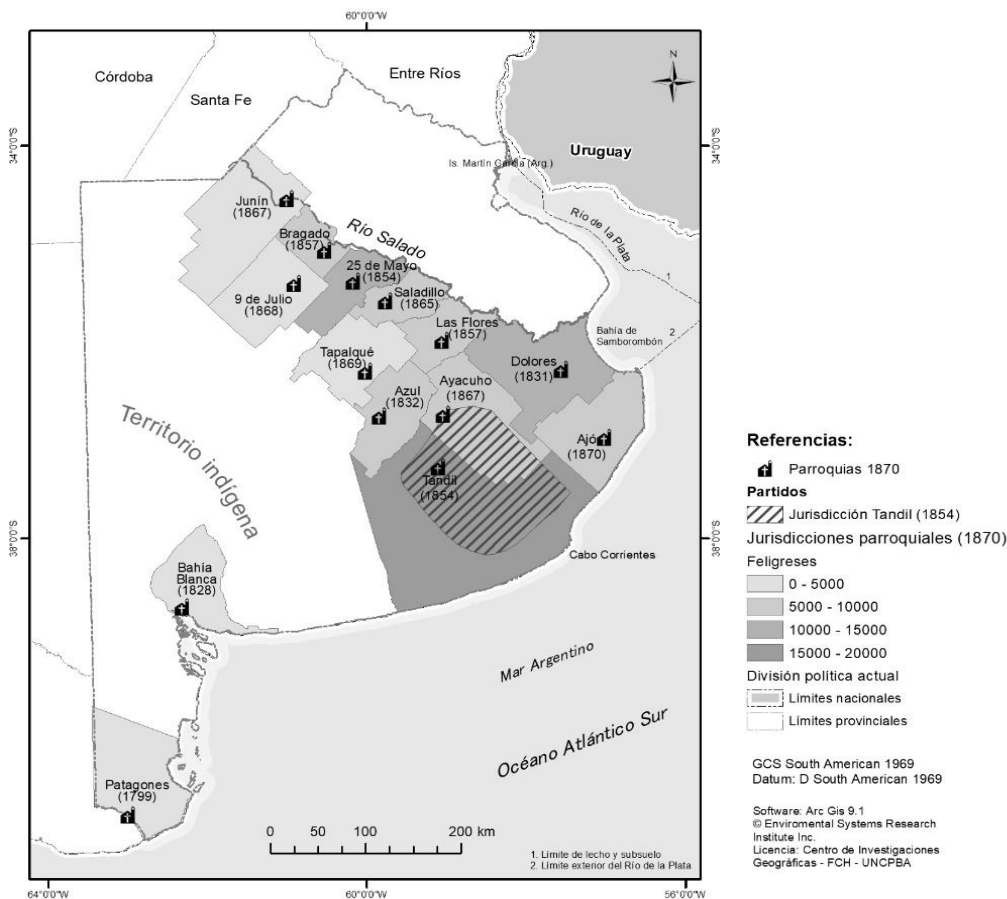 60°0'0"W
Córdoba
Entre Ríos
Santa Fe
N
34°0'0"S
34°0'0"S
Uruguay
Is. Martín García (Arg.)
Junín
(1867)
Río de la Plata
Bragado
(1857)
Río Salado
1
25 de Mayo
(1854)
9 de Julio
(1868)
Saladillo
(1865)
2
Las Flores
(1857)
Bahía de
Samborombón
Tapalqué
(1869)
Dolores
(1831)
Azul
(1832)
Ayacuho
(1867)
Ajó
(1870)
Territorio indígena
Tandil
(1854)
38°0'0"S
38°0'0"S
Cabo Corrientes
Bahía
Blanca
(1828)
Mar Argentino
Océano Atlántico Sur
Patagones
(1799)
0 50 100 200 km
1. Límite de lecho y subsuelo
2. Límite exterior del Río de la Plata
64°0'0"W
60°0'0"W
56°0'0"W
Referencias:
Parroquias 1870
Partidos
Jurisdicción Tandil (1854)
Jurisdicciones parroquiales (1870)
Feligreses
0 - 5000
5000 - 10000
10000 - 15000
15000 - 20000
División política actual
Límites nacionales
Límites provinciales
GCS South American 1969
Datum: D South American 1969
Software: Arc Gis 9.1
© Enviromental Systems Research
Institute Inc.
Licencia: Centro de Investigaciones
Geográficas - FCH - UNCPBA